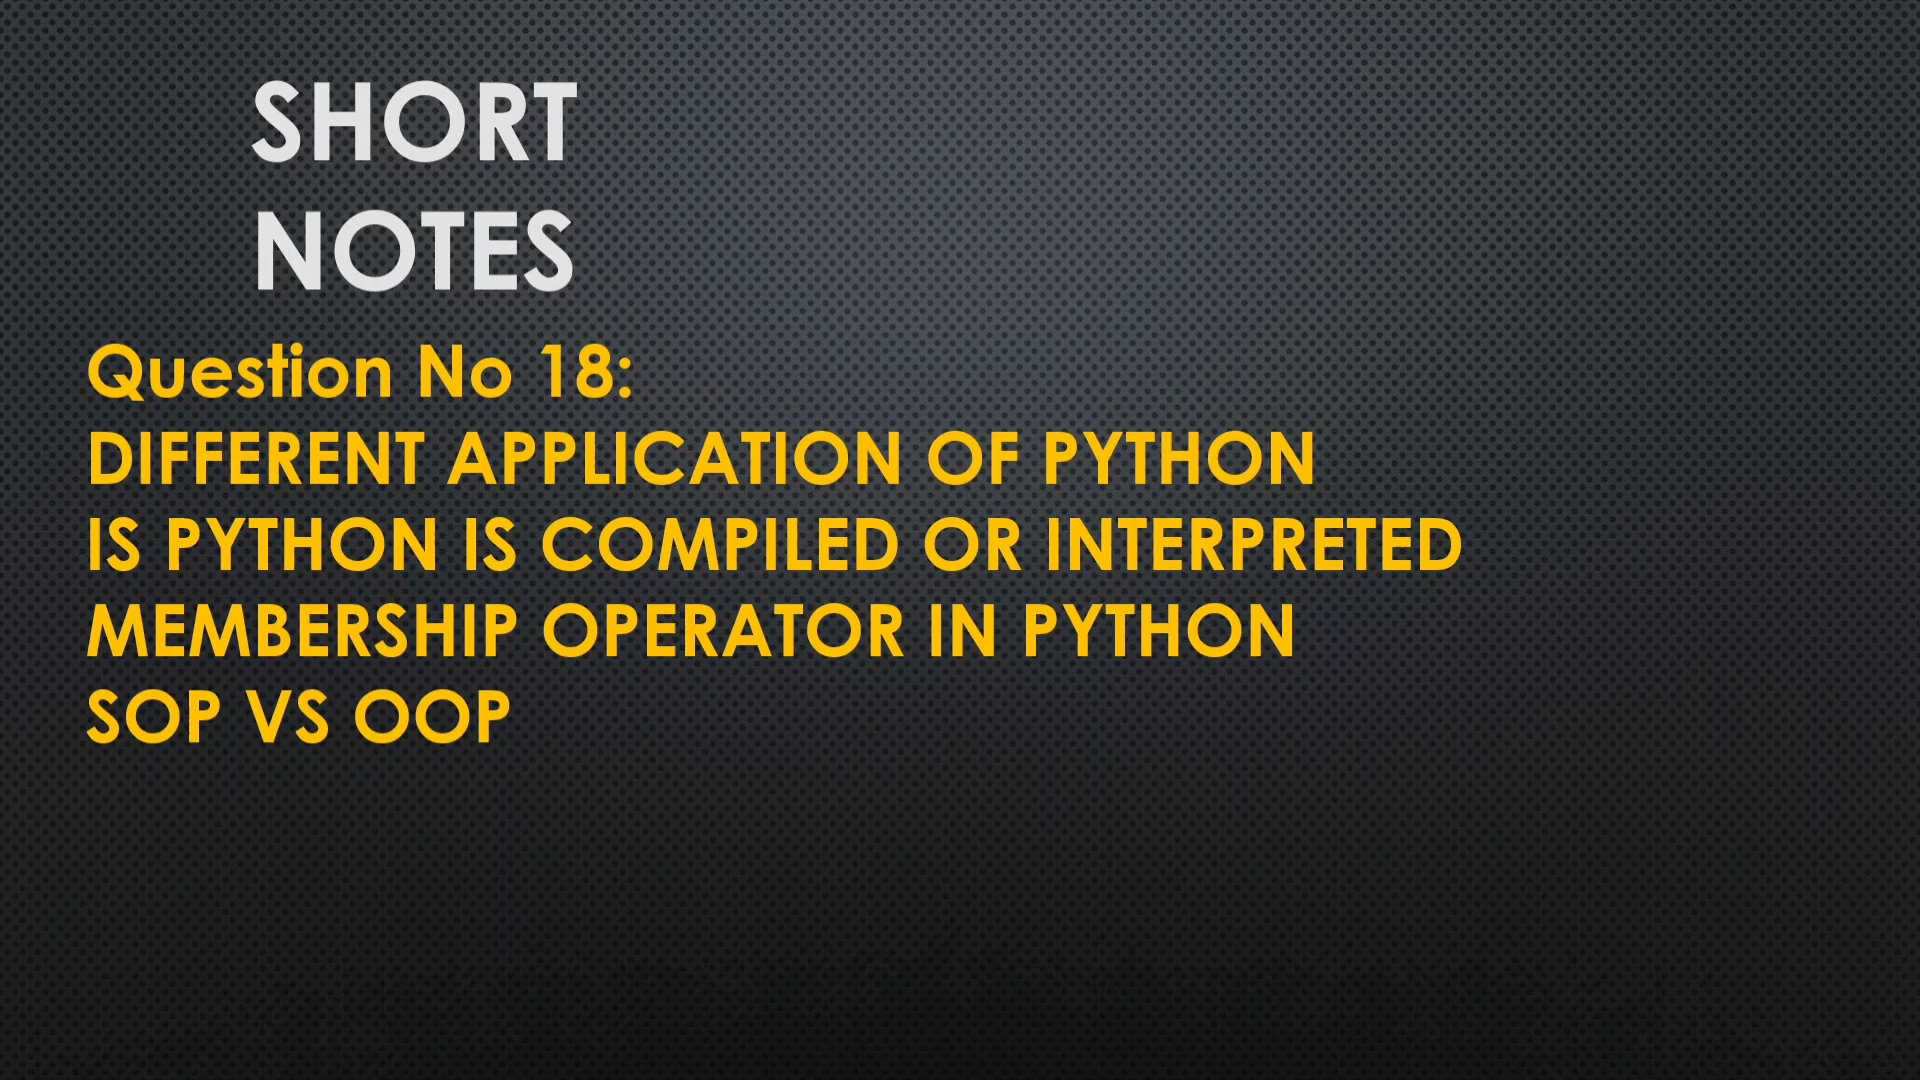 SHORT
NOTES
Question No 18:
DIFFERENT APPLICATION OF PYTHON
IS PYTHON IS COMPILED OR INTERPRETED
MEMBERSHIP OPERATOR IN PYTHON
SOP VS OOP